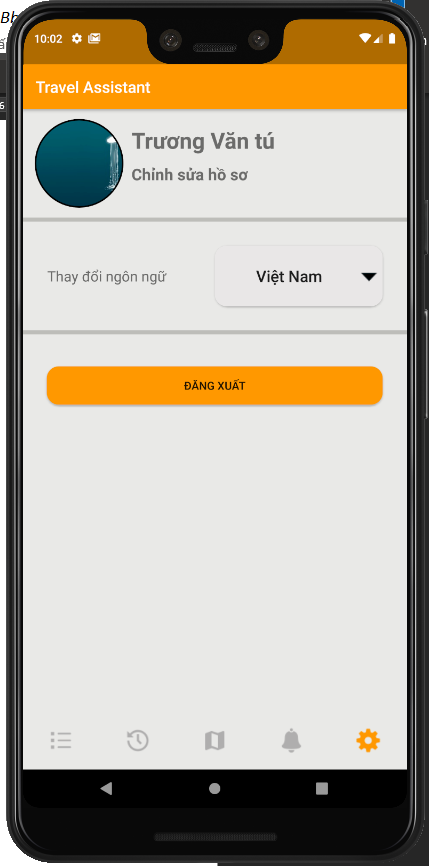 10:02
Travel Assistant
Trương Văn tú
Chỉnh sửa hồ sơ
Thay đổi ngôn ngữ
Việt Nam
ĐĂNG XUẤT